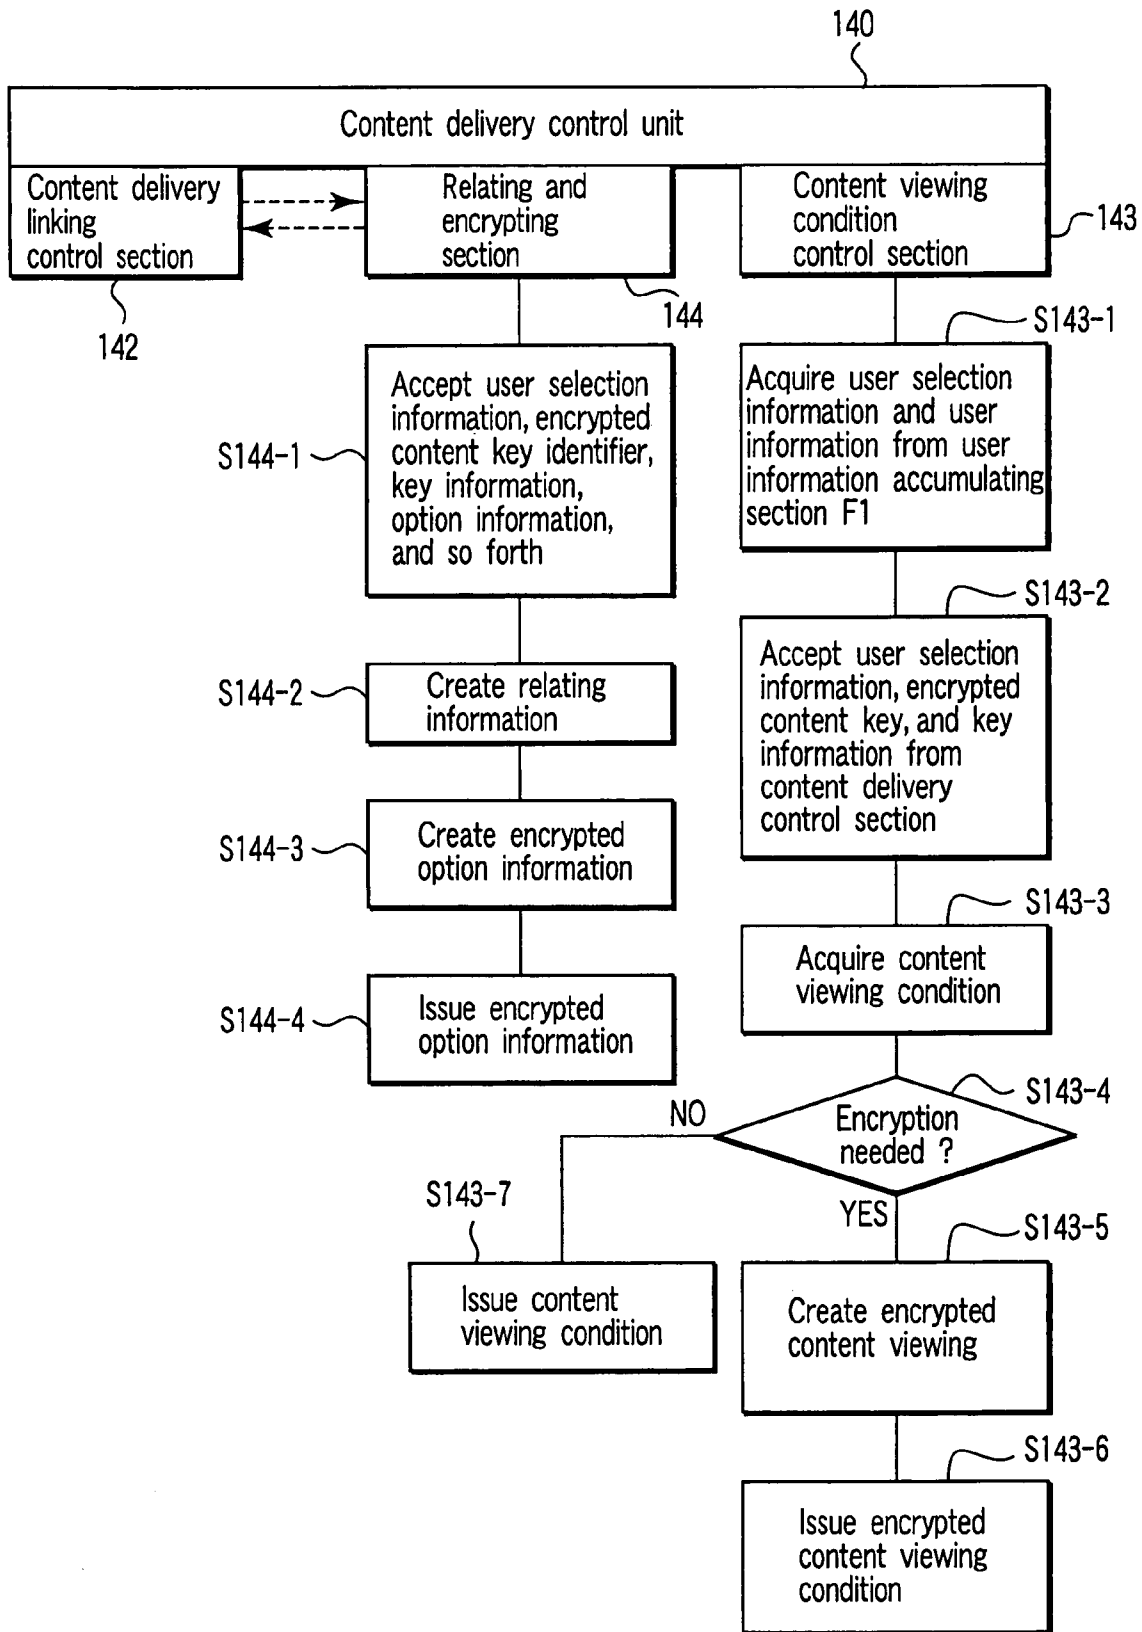 140
Content delivery control unit
Content delivery
linking
control section
Relating and
encrypting
section
Content viewing
condition
control section
143
142
144
S143-1
Accept user selection
information, encrypted
content key identifier,
key information,
option information,
and so forth
S144-1
Acquire user selection
information and user
information from user
information accumulating
section F1
S143-2
S144-2
Create relating
information
Accept user selection
information, encrypted
content key, and key
information from
content delivery
control section
S144-3
Create encrypted
option information
S143-3
Acquire content
viewing condition
S144-4
Issue encrypted
option information
S143-4
NO
Encryption
needed ?
YES
S143-7
S143-5
Issue content
viewing condition
Create encrypted
content viewing
S143-6
Issue encrypted
content viewing
condition